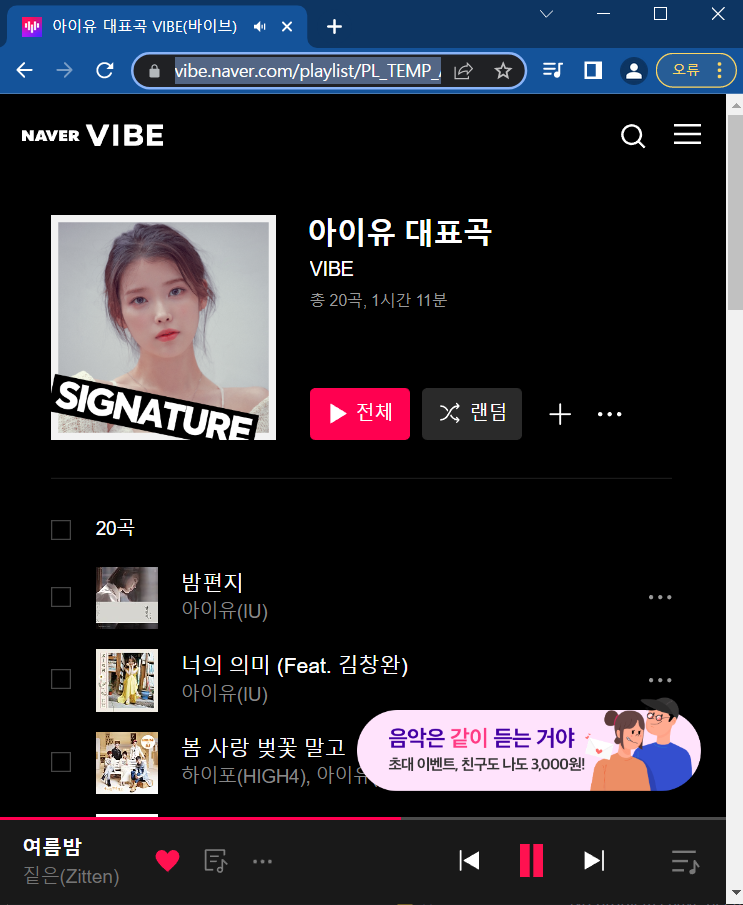 아이유 대표곡 VIBE(바이브)
vibe.naver.com/playlist/PL_TEMP_
오류
NAVER VIBE
아이유 대표곡
VIBE
총 20곡, 1시간 11분
SIGNATURE
전체
랜덤
20곡
밤편지
아이유(IU)
너의 의미 (Feat. 김창완)
아이유(IU)
봄 사랑 벚꽃 말고
하이포(HIGH4), 아이유
음악은 같이 듣는 거야
초대 이벤트, 친구도 나도 3,000원!
여름밤
짙은(Zitten)